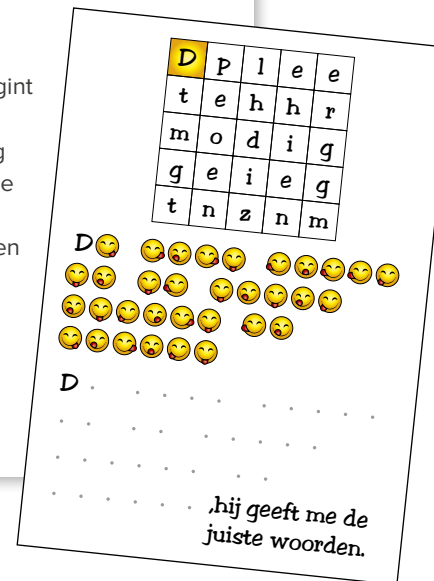 gint
g
e
en
D p l e e
t e h h r
m o d i g
g e i e g
t n z n m
D
D . . . . . . . . . .
. . . . . . . . .
. . . . . . . .
. . . . . . ,hij geeft me de
juiste woorden.